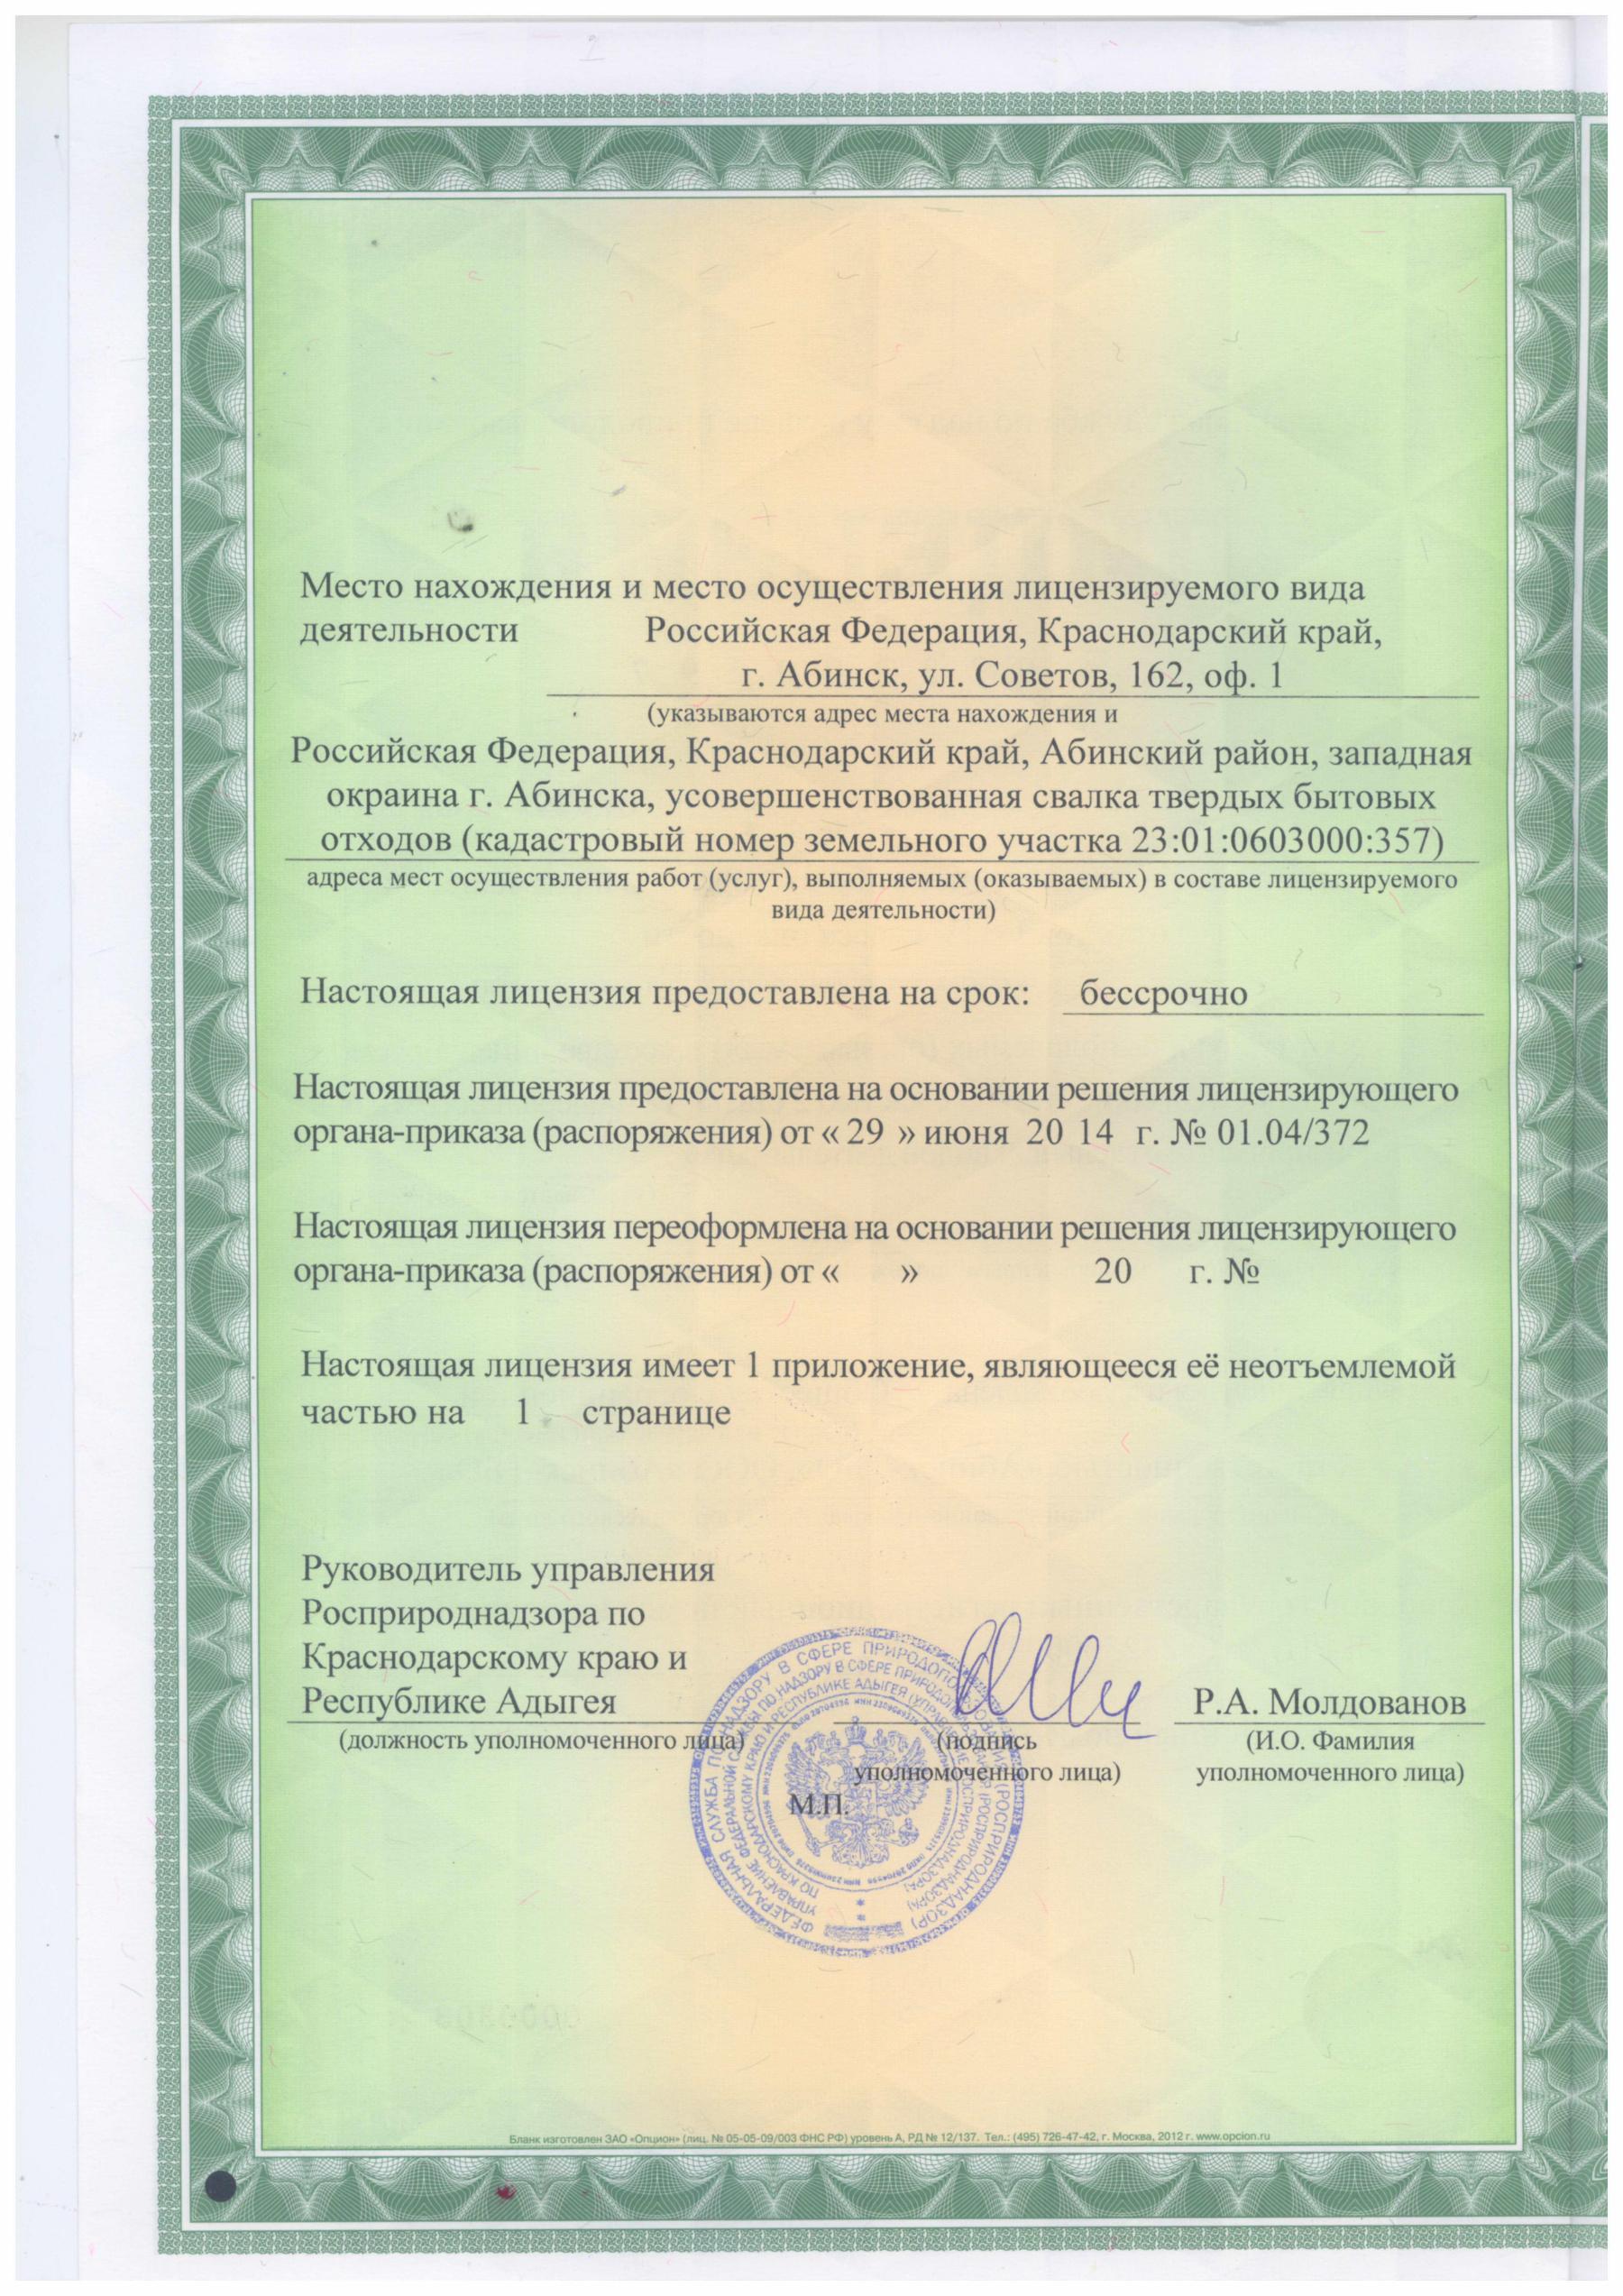 Место нахождения и место осуществления лицензируемого вида
деятельности Российская Федерация, Краснодарский край,
г. Абинск, ул. Советов, 162, оф. 1
(указываются адрес места нахождения и
Российская Федерация, Краснодарский край, Абинский район, западная
окраина г. Абинска, усовершенствованная свалка твердых бытовых
отходов (кадастровый номер земельного участка 23:01:0603000:357)
адреса мест осуществления работ (услуг), выполняемых (оказываемых) в составе лицензируемого
вида деятельности)
Настоящая лицензия предоставлена на срок: бессрочно
Настоящая лицензия предоставлена на основании решения лицензирующего
органа-приказа (распоряжения) от « 29 » июня 20 14 г. № 01.04/372
Настоящая лицензия переоформлена на основании решения лицензирующего
органа-приказа (распоряжения) от « » 20 г. №
Настоящая лицензия имеет 1 приложение, являющееся её неотъемлемой
частью на 1 странице
Руководитель управления
Росприроднадзора по
Краснодарскому краю и
Республике Адыгея
Р.А. Молдованов
(должность уполномоченного лица) (подпись (И.О. Фамилия
уполномоченного лица) уполномоченного лица)
М.П.
ФЕДЕРАЛЬНАЯ СЛУЖБА ПО НАДЗОРУ В СФЕРЕ ПРИРОДОПОЛЬЗОВАНИЯ (РОСПРИРОДНАДЗОР)
УПРАВЛЕНИЕ ФЕДЕРАЛЬНОЙ СЛУЖБЫ ПО НАДЗОРУ В СФЕРЕ
ПО КРАСНОДАРСКОМУ КРАЮ И РЕСПУБЛИКЕ АДЫГЕЯ
Бланк изготовлен ЗАО «Опцион» (лиц. № 05-05-09/003 ФНС РФ) уровень А, РД № 12/137. Тел.: (495) 726-47-42, г. Москва, 2012 г. www.opcion.ru